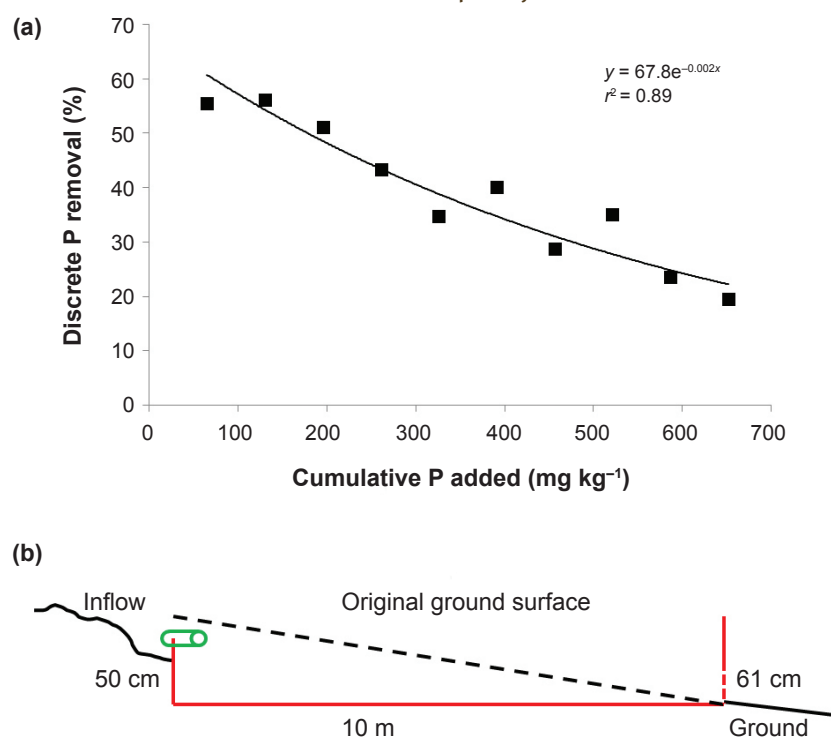 (a)
70
60
50
40
30
20
10
0
Discrete P removal (%)
y = 67.8e⁻⁰·⁰⁰²ˣ
r² = 0.89
0 100 200 300 400 500 600 700
Cumulative P added (mg kg⁻¹)
(b)
Inflow Original ground surface
50 cm 61 cm
10 m Ground